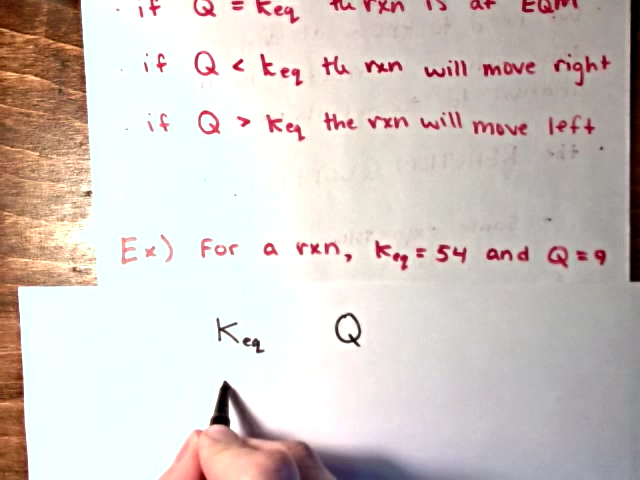 · if Q = Keq the rxn is at EQM
· if Q < Keq the rxn will move right
· if Q > Keq the rxn will move left
Ex) For a rxn, Keq = 54 and Q = 9
Keq Q